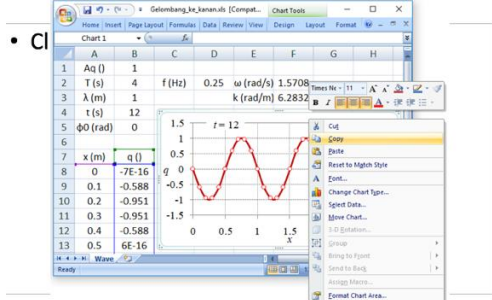 • Cl
Gelombang_ke_kanan.xls [Compat... Chart Tools
Home Insert Page Layout Formulas Data Review View Design Layout Format
Chart 1 fx
A B C D E F G H
1 Aq () 1
2 T (s) 4 f (Hz) 0.25 ω (rad/s) 1.5708
3 λ (m) 1 k (rad/m) 6.2832
4 t (s) 12
5 ϕ0 (rad) 0
6
7 x (m) q ()
8 0 -7E-16
9 0.1 -0.588
10 0.2 -0.951
11 0.3 -0.951
12 0.4 -0.588
13 0.5 6E-16
t = 12
1.5
1
0.5
q 0
-0.5
-1
-1.5
0 0.5 1 1.5
x
Times Ne 11 A A
B I
Cut
Copy
Paste
Reset to Match Style
Font...
Change Chart Type...
Select Data...
Move Chart...
3-D Rotation...
Group
Bring to Front
Send to Back
Assign Macro...
Format Chart Area...
Wave
Ready